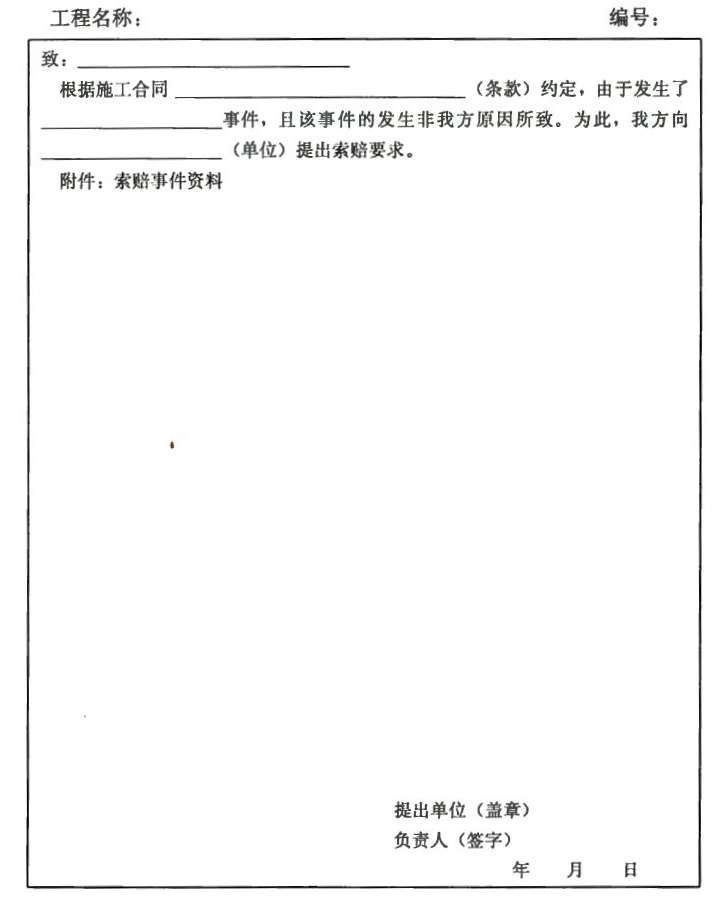 工程名称： 编号：
致：
根据施工合同 （条款）约定，由于发生了
事件，且该事件的发生非我方原因所致。为此，我方向
（单位）提出索赔要求。
附件：索赔事件资料
提出单位（盖章）
负责人（签字）
年 月 日